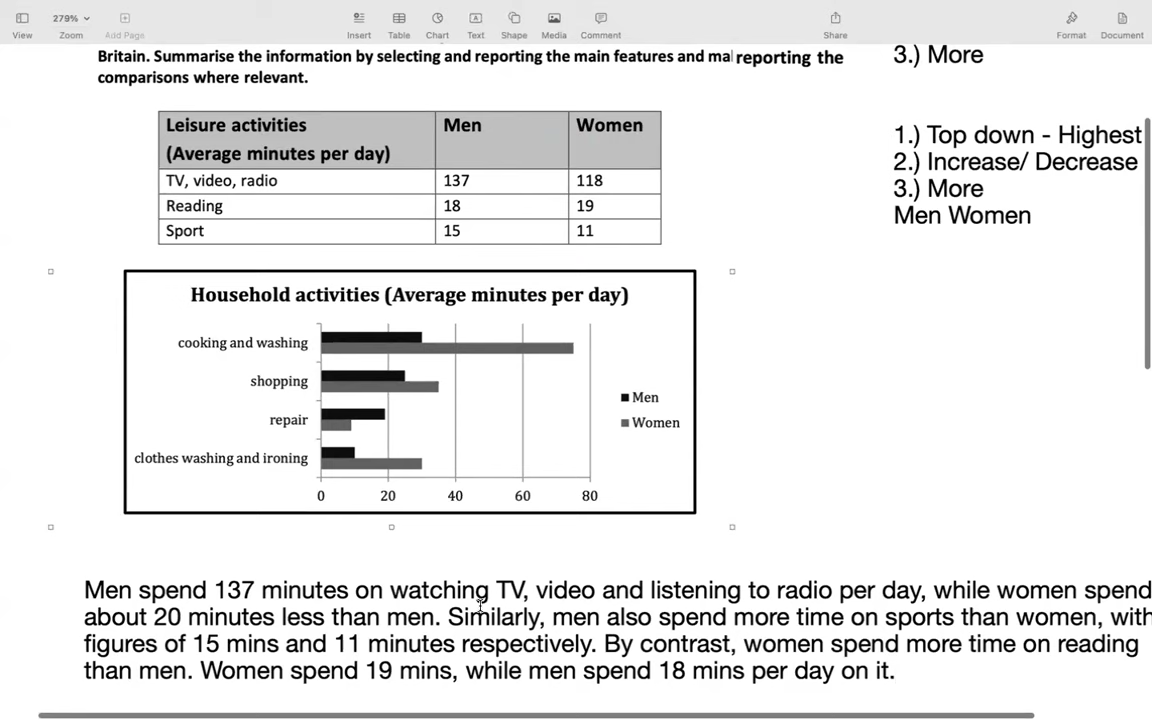 279%
View Zoom Add Page Insert Table Chart Text Shape Media Comment Share Format Document
Britain. Summarise the information by selecting and reporting the main features and ma reporting the
comparisons where relevant.
3.) More
Leisure activities Men Women
(Average minutes per day)
TV, video, radio 137 118
Reading 18 19
Sport 15 11
1.) Top down - Highest
2.) Increase/ Decrease
3.) More
Men Women
Household activities (Average minutes per day)
cooking and washing
shopping
repair
clothes washing and ironing
0 20 40 60 80
Men
Women
Men spend 137 minutes on watching TV, video and listening to radio per day, while women spend
about 20 minutes less than men. Similarly, men also spend more time on sports than women, with
figures of 15 mins and 11 minutes respectively. By contrast, women spend more time on reading
than men. Women spend 19 mins, while men spend 18 mins per day on it.